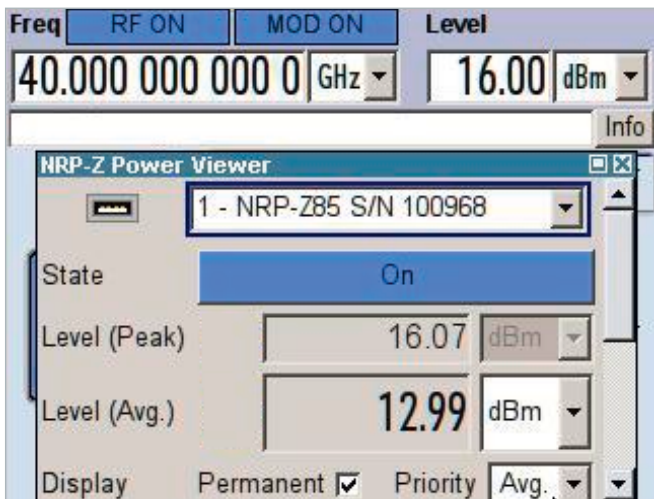 Freq RF ON MOD ON Level
40.000 000 000 0 GHz 16.00 dBm
Info
NRP-Z Power Viewer
1 - NRP-Z85 S/N 100968
State On
Level (Peak) 16.07 dBm
Level (Avg.) 12.99 dBm
Display Permanent Priority Avg.